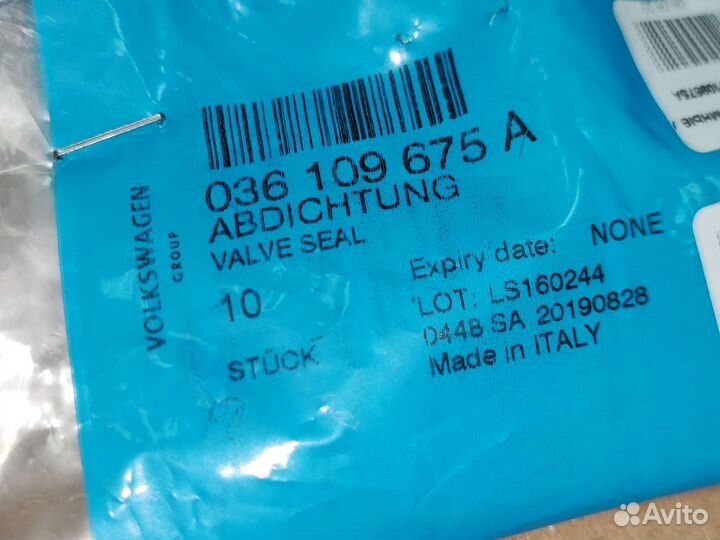 036 109 675 A
ABDICHTUNG
VALVE SEAL
10
STÜCK
VOLKSWAGEN
GROUP
Expiry date: NONE
LOT: LS160244
044B SA 20190828
Made in ITALY
Avito